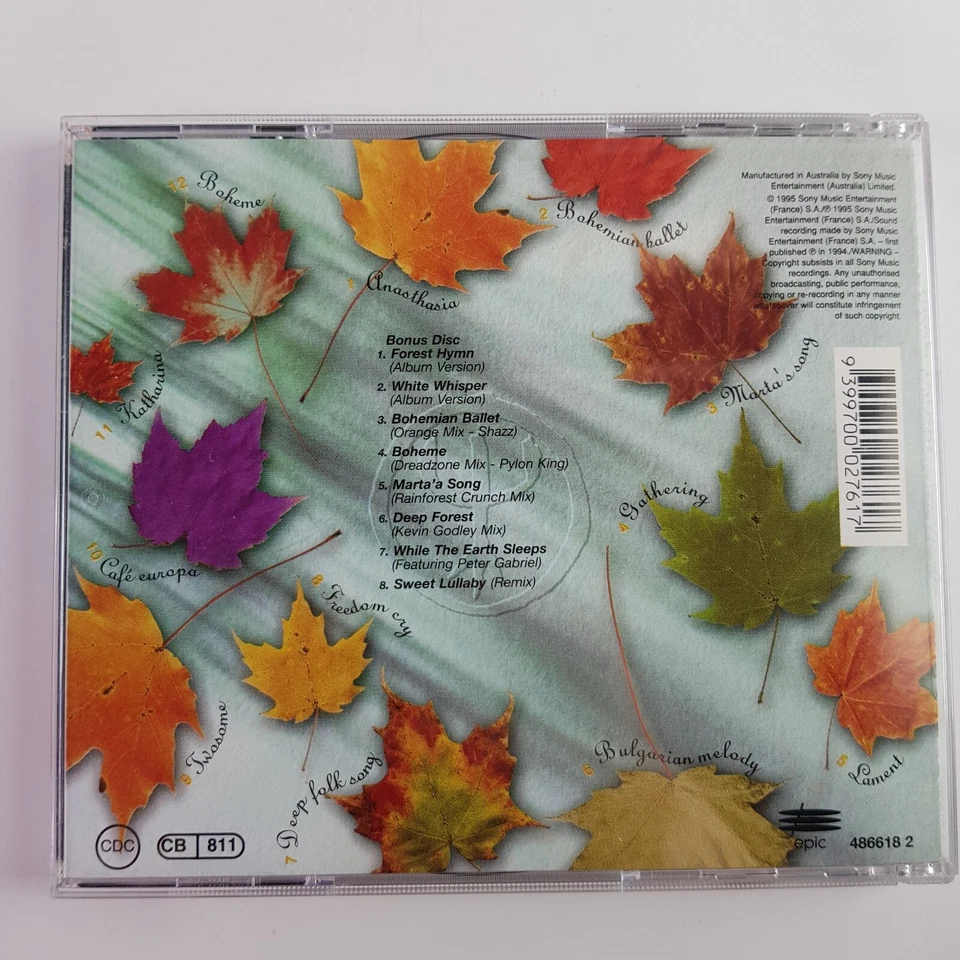 12 Boheme
1 Anasthasia
2 Bohemian ballet
Manufactured in Australia by Sony Music
Entertainment (Australia) Limited.
© 1995 Sony Music Entertainment
(France) S.A./℗ 1995 Sony Music
Entertainment (France) S.A./Sound
recording made by Sony Music
Entertainment (France) S.A. – first
published ℗ in 1994./WARNING –
Copyright subsists in all Sony Music
recordings. Any unauthorised
broadcasting, public performance,
copying or re-recording in any manner
whatsoever will constitute infringement
of such copyright.
3 Marta's song
11 Katharina
Bonus Disc
1. Forest Hymn
(Album Version)
2. White Whisper
(Album Version)
3. Bohemian Ballet
(Orange Mix - Shazz)
4. Boheme
(Dreadzone Mix - Pylon King)
5. Marta'a Song
(Rainforest Crunch Mix)
6. Deep Forest
(Kevin Godley Mix)
7. While The Earth Sleeps
(Featuring Peter Gabriel)
8. Sweet Lullaby (Remix)
9 399700 027617
4 Gathering
10 Café europa
8 Freedom cry
9 Twosome
7 Deep folk song
6 Bulgarian melody
5 Lament
CDC
CB 811
epic
486618 2